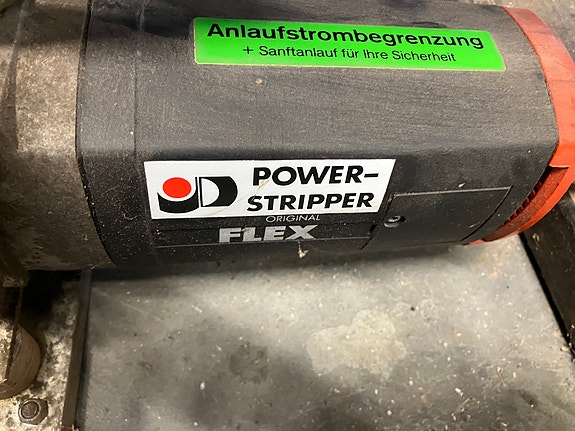 Anlaufstrombegrenzung
+ Sanftanlauf für Ihre Sicherheit
POWER-
STRIPPER
ORIGINAL
FLEX